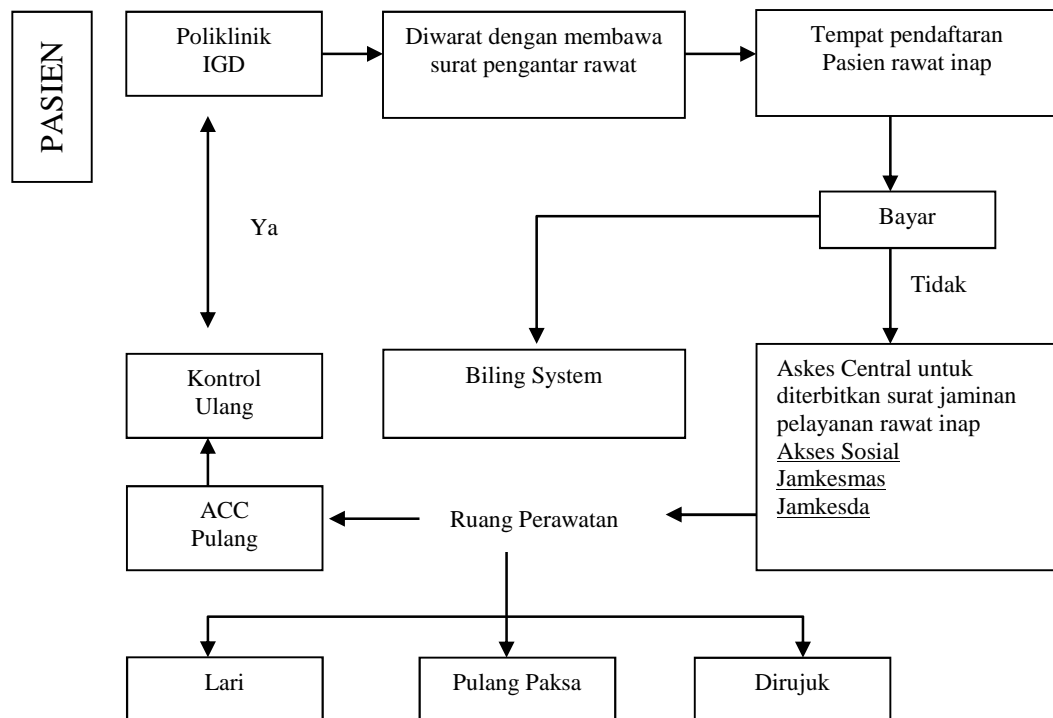 PASIEN
Poliklinik
IGD
Diwarat dengan membawa
surat pengantar rawat
Tempat pendaftaran
Pasien rawat inap
Bayar
Ya
Tidak
Kontrol
Ulang
Biling System
Askes Central untuk
diterbitkan surat jaminan
pelayanan rawat inap
Akses Sosial
Jamkesmas
Jamkesda
ACC
Pulang
Ruang Perawatan
Lari
Pulang Paksa
Dirujuk